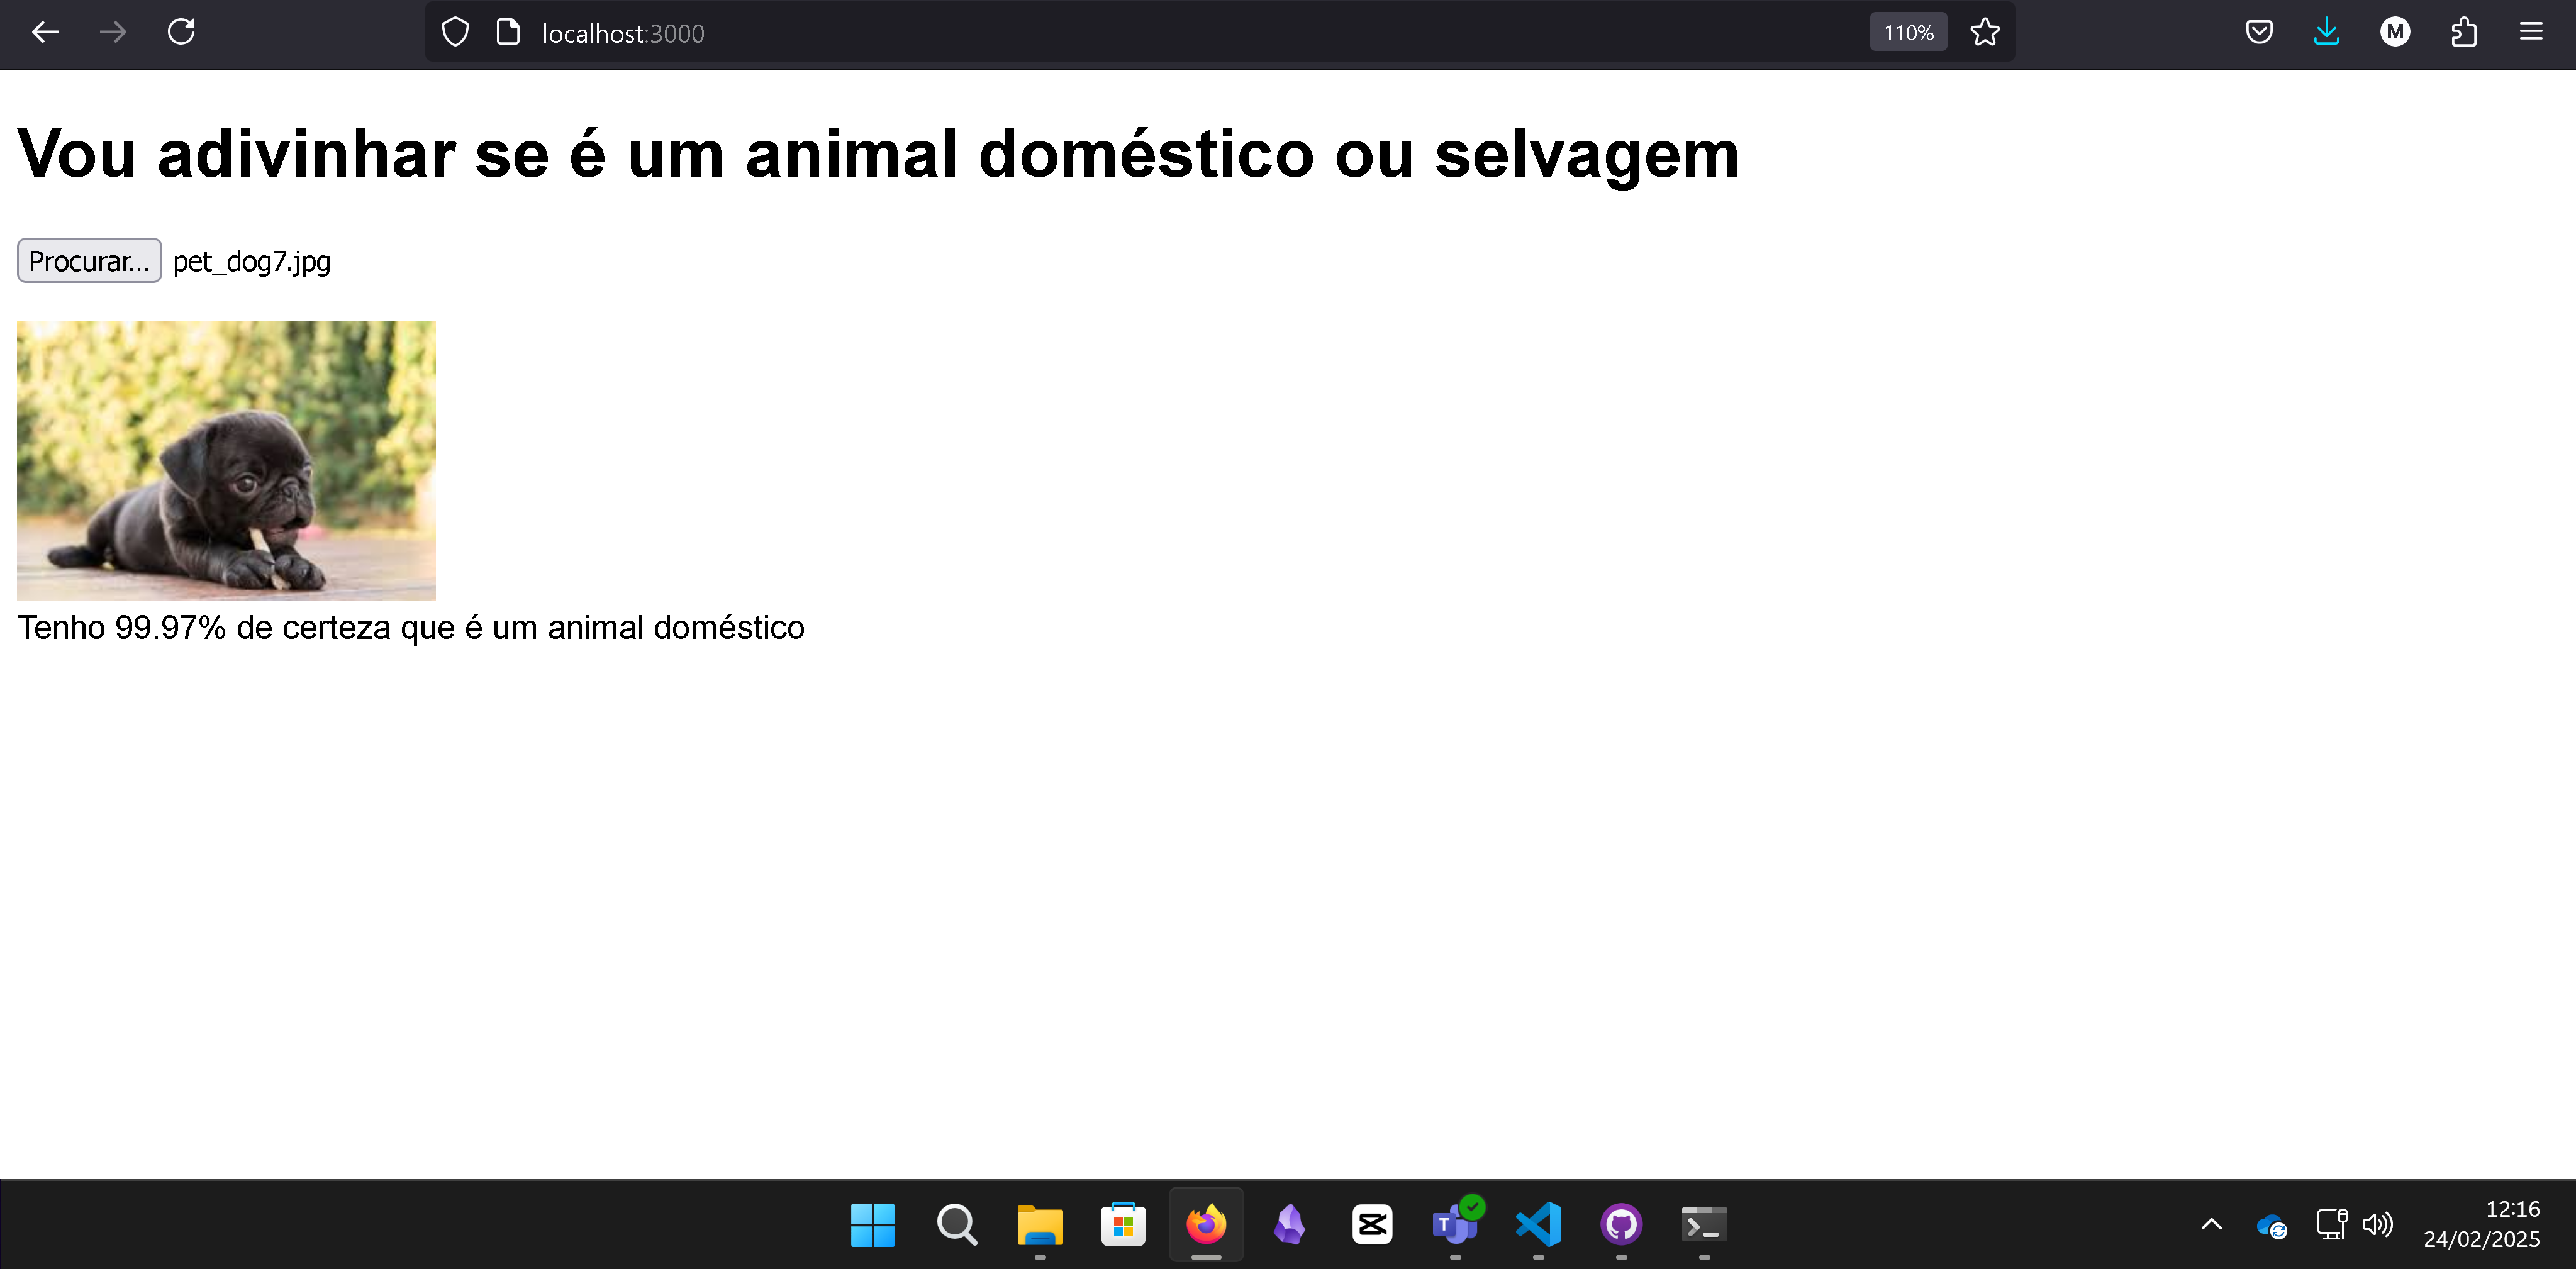 localhost:3000
110%
M
Vou adivinhar se é um animal doméstico ou selvagem
Procurar... pet_dog7.jpg
Tenho 99.97% de certeza que é um animal doméstico
T
12:16
24/02/2025